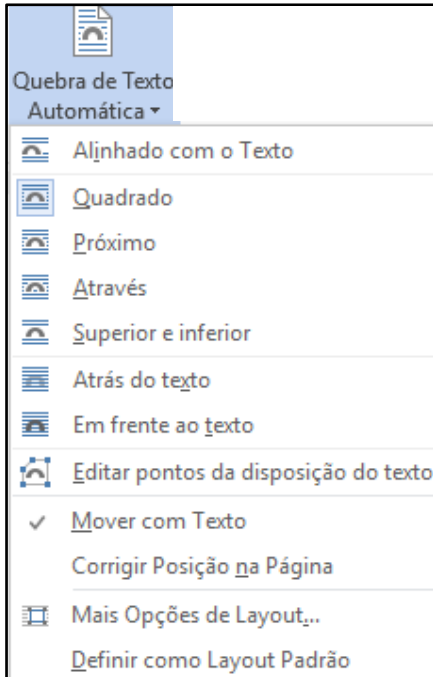 Quebra de Texto
Automática
Alinhado com o Texto
Quadrado
Próximo
Através
Superior e inferior
Atrás do texto
Em frente ao texto
Editar pontos da disposição do texto
Mover com Texto
Corrigir Posição na Página
Mais Opções de Layout...
Definir como Layout Padrão